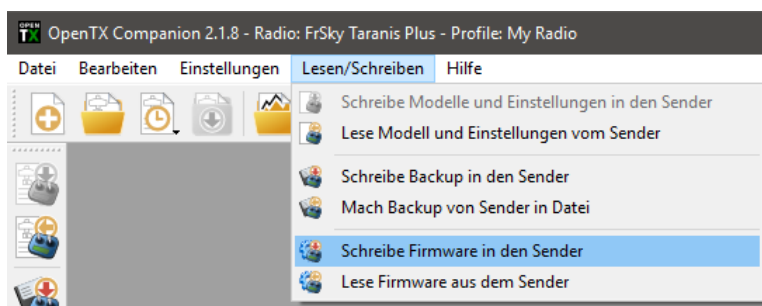 OPEN TX OpenTX Companion 2.1.8 - Radio: FrSky Taranis Plus - Profile: My Radio
Datei Bearbeiten Einstellungen Lesen/Schreiben Hilfe
Schreibe Modelle und Einstellungen in den Sender
Lese Modell und Einstellungen vom Sender
Schreibe Backup in den Sender
Mach Backup von Sender in Datei
Schreibe Firmware in den Sender
Lese Firmware aus dem Sender